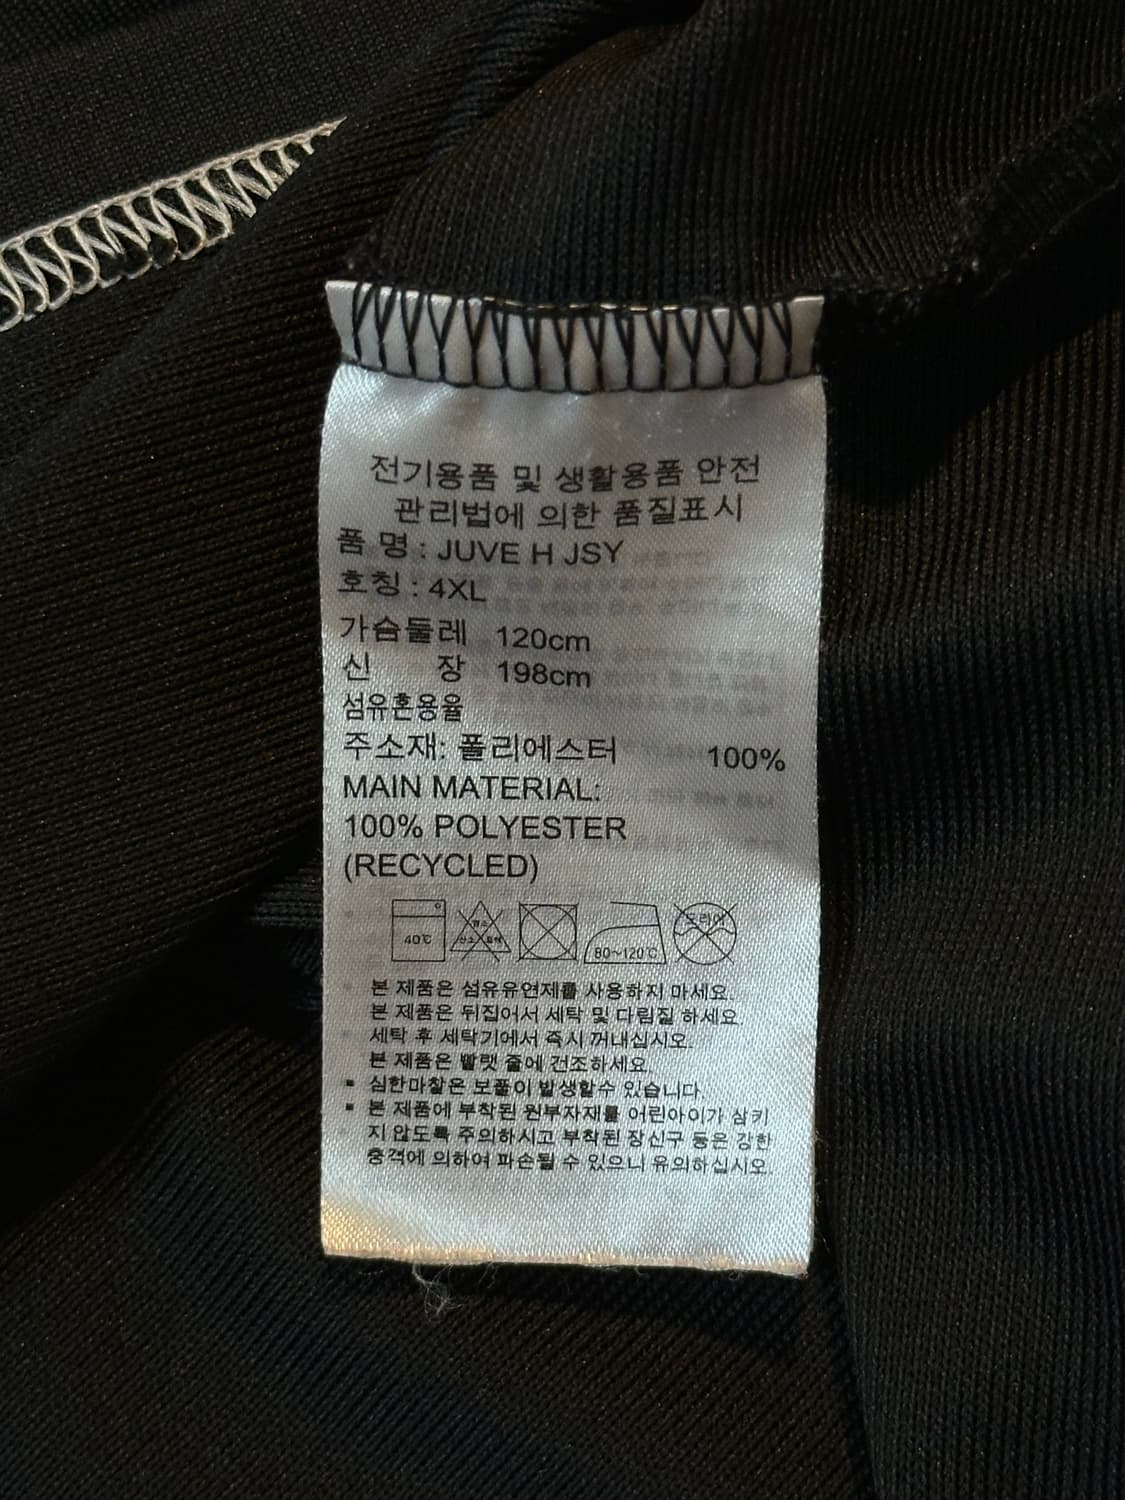 전기용품 및 생활용품 안전
관리법에 의한 품질표시
품 명 : JUVE H JSY
호칭 : 4XL
가슴둘레 120cm
신 장 198cm
섬유혼용율
주소재: 폴리에스터 100%
MAIN MATERIAL:
100% POLYESTER
(RECYCLED)
40℃ 80~120℃ 드라이
본 제품은 섬유유연제를 사용하지 마세요.
본 제품은 뒤집어서 세탁 및 다림질 하세요.
세탁 후 세탁기에서 즉시 꺼내십시오.
본 제품은 빨랫 줄에 건조하세요.
▪ 심한마찰은 보풀이 발생할수 있습니다.
▪ 본 제품에 부착된 원부자재를 어린아이가 삼키
지 않도록 주의하시고 부착된 장신구 등은 강한
충격에 의하여 파손될 수 있으니 유의하십시오.